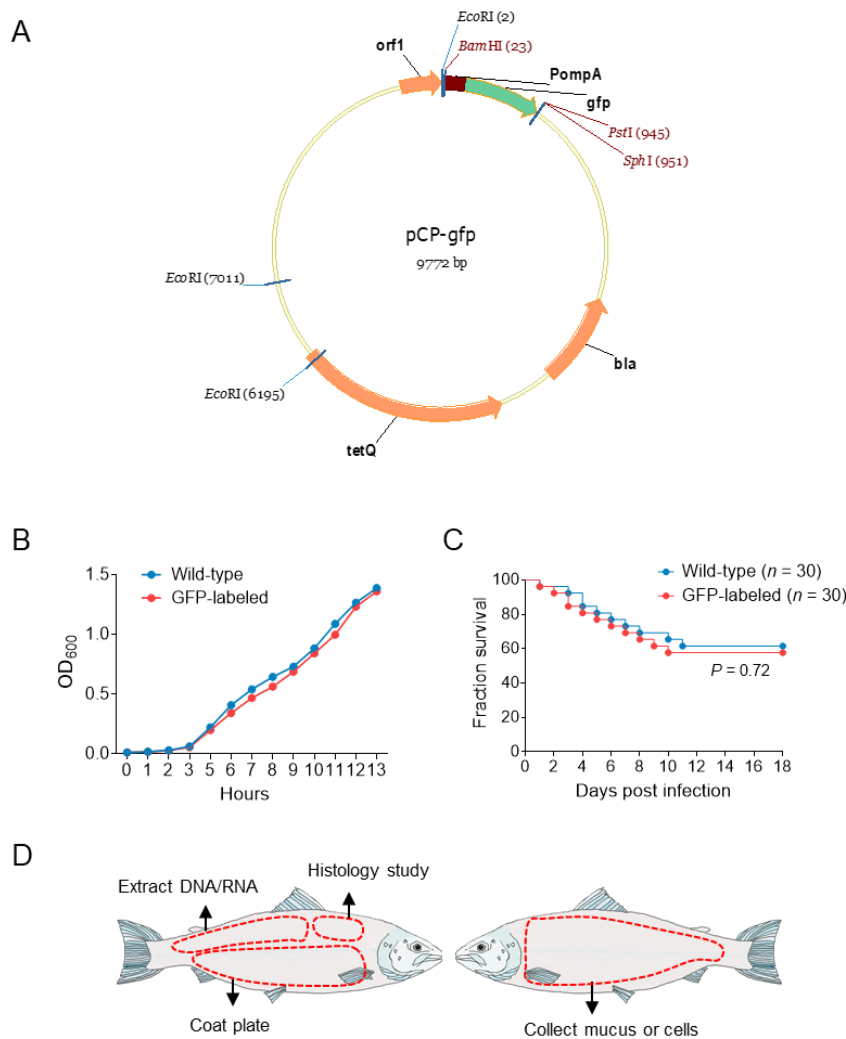 A
EcoRI (2)
orf1
BamHI (23)
PompA
gfp
PstI (945)
SphI (951)
pCP-gfp
9772 bp
EcoRI (7011)
bla
EcoRI (6195)
tetQ
B
Wild-type
GFP-labeled
1.5
1.0
0.5
0.0
OD600
0 1 2 3 5 6 7 8 9 10 11 12 13
Hours
C
Wild-type (n = 30)
GFP-labeled (n = 30)
100
80
60
40
20
0
Fraction survival
P = 0.72
0 2 4 6 8 10 12 14 16 18
Days post infection
D
Extract DNA/RNA
Histology study
Coat plate
Collect mucus or cells